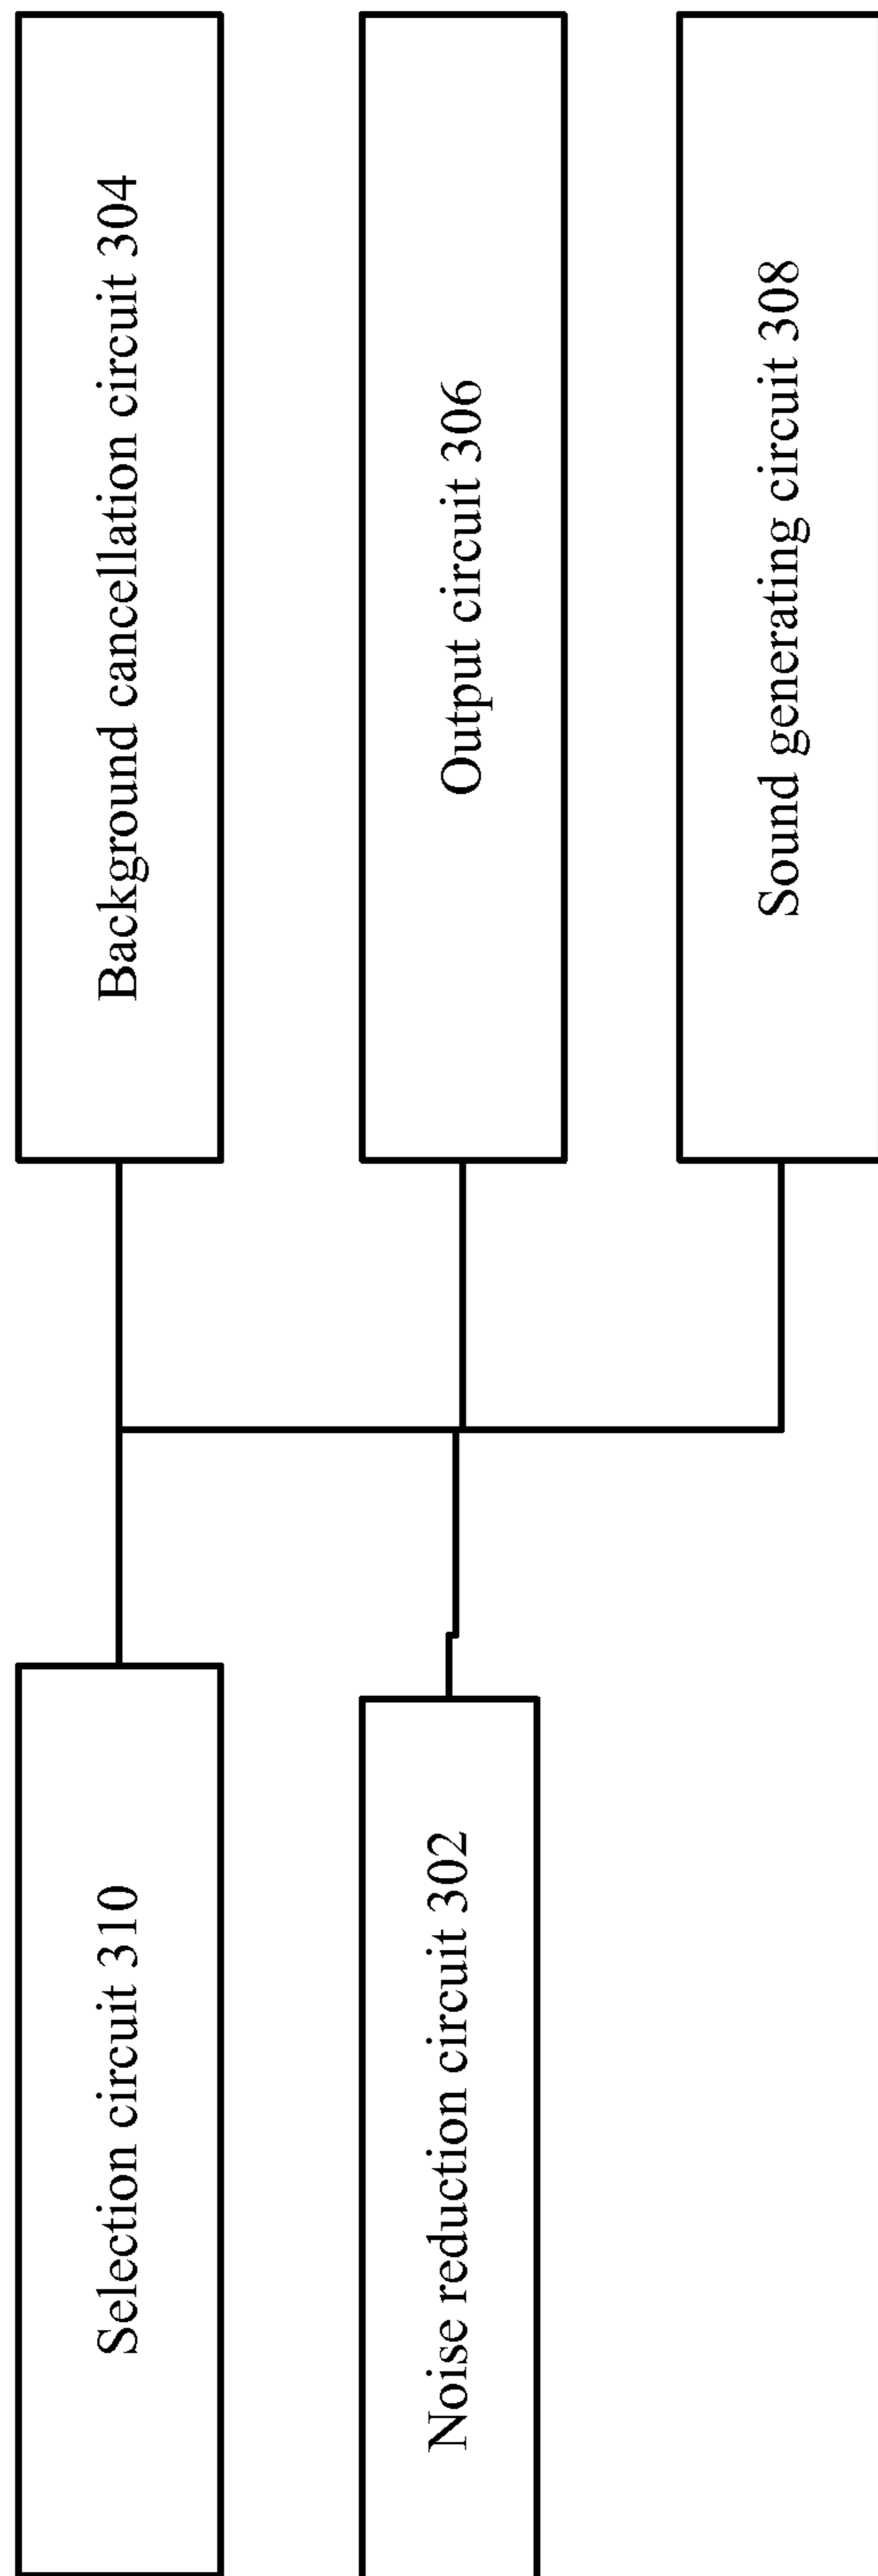 Selection circuit 310
Background cancellation circuit 304
Noise reduction circuit 302
Output circuit 306
Sound generating circuit 308